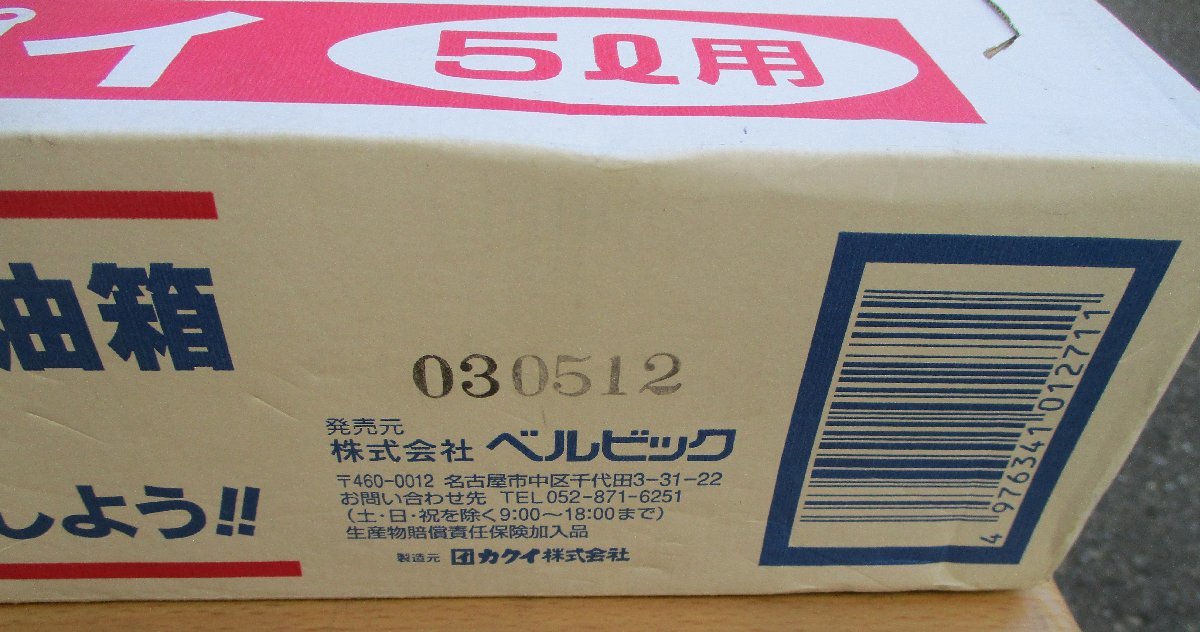 パイ 5ℓ用
油箱
030512
発売元
株式会社 ベルビック
〒460-0012 名古屋市中区千代田3-31-22
お問い合わせ先 TEL 052-871-6251
(土・日・祝を除く9:00〜18:00まで)
生産物賠償責任保険加入品
しよう!!
製造元 カクイ株式会社
4 976341 012711